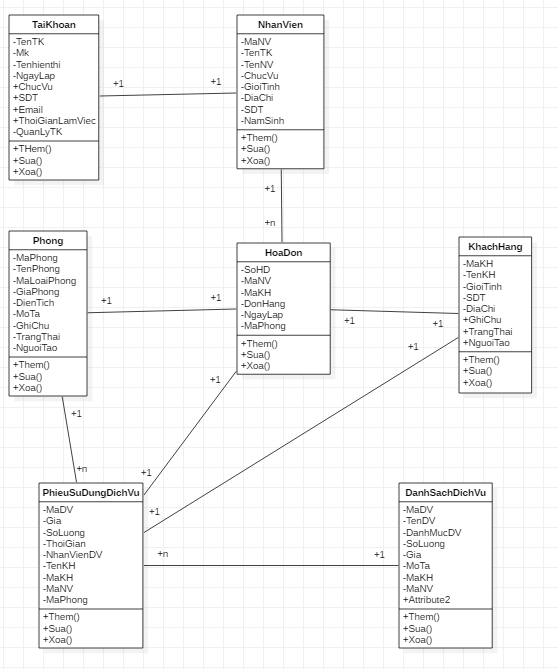 TaiKhoan
-TenTK
-Mk
-Tenhienthi
-NgayLap
+ChucVu
+SDT
+Email
+ThoiGianLamViec
-QuanLyTK
+THem()
+Sua()
+Xoa()
+1
+1
NhanVien
-MaNV
-TenTK
-TenNV
-ChucVu
-GioiTinh
-DiaChi
-SDT
-NamSinh
+Them()
+Sua()
+Xoa()
+1
+n
Phong
-MaPhong
-TenPhong
-MaLoaiPhong
-GiaPhong
-DienTich
-MoTa
-GhiChu
-TrangThai
-NguoiTao
+Them()
+Sua()
+Xoa()
+1
+1
HoaDon
-SoHD
-MaNV
-MaKH
-DonHang
-NgayLap
-MaPhong
+Them()
+Sua()
+Xoa()
+1
+1
KhachHang
-MaKH
-TenKH
-GioiTinh
-SDT
-DiaChi
+GhiChu
+TrangThai
+NguoiTao
+Them()
+Sua()
+Xoa()
+1
+1
+1
+n
+1
+1
PhieuSuDungDichVu
-MaDV
-Gia
-SoLuong
-ThoiGian
-NhanVienDV
-TenKH
-MaKH
-MaNV
-MaPhong
+Them()
+Sua()
+Xoa()
+n
+1
DanhSachDichVu
-MaDV
-TenDV
-DanhMucDV
-SoLuong
-Gia
-MoTa
-MaKH
-MaNV
+Attribute2
+Them()
+Sua()
+Xoa()